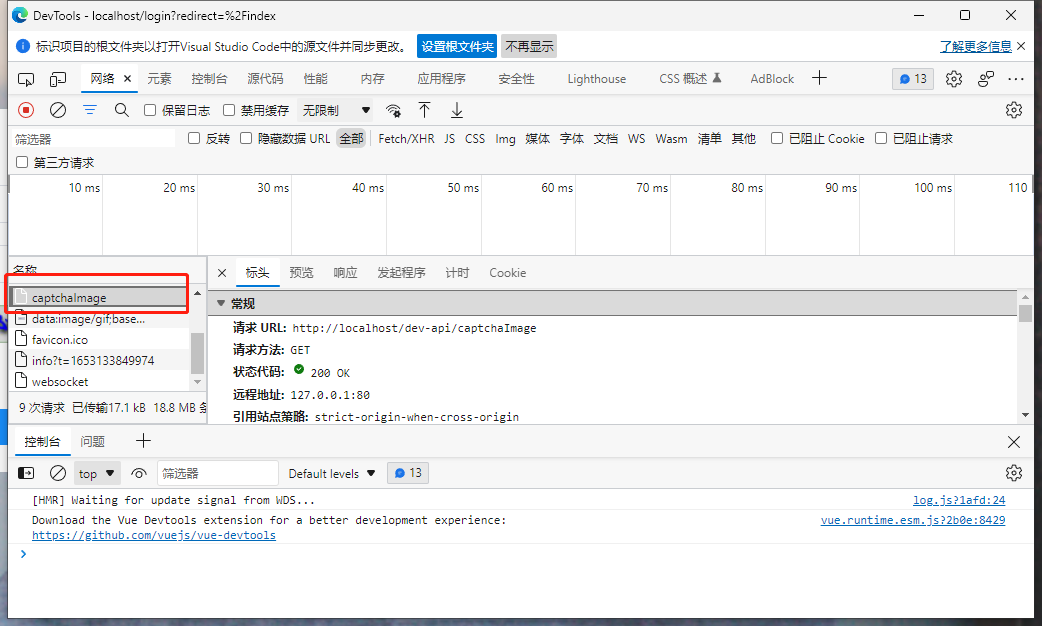 DevTools - localhost/login?redirect=%2Findex
标识项目的根文件夹以打开Visual Studio Code中的源文件并同步更改。 设置根文件夹 不再显示 了解更多信息
网络 元素 控制台 源代码 性能 内存 应用程序 安全性 Lighthouse CSS 概述 AdBlock 13
保留日志 禁用缓存 无限制
筛选器 反转 隐藏数据 URL 全部 Fetch/XHR JS CSS Img 媒体 字体 文档 WS Wasm 清单 其他 已阻止 Cookie 已阻止请求
第三方请求
10 ms 20 ms 30 ms 40 ms 50 ms 60 ms 70 ms 80 ms 90 ms 100 ms 110
名称
captchaImage
data:image/gif;base...
favicon.ico
info?t=1653133849974
websocket
9 次请求 已传输17.1 kB 18.8 MB
标头 预览 响应 发起程序 计时 Cookie
常规
请求 URL: http://localhost/dev-api/captchaImage
请求方法: GET
状态代码: 200 OK
远程地址: 127.0.0.1:80
引用站点策略: strict-origin-when-cross-origin
控制台 问题
top 筛选器 Default levels 13
[HMR] Waiting for update signal from WDS... log.js?1afd:24
Download the Vue Devtools extension for a better development experience: vue.runtime.esm.js?2b0e:8429
https://github.com/vuejs/vue-devtools